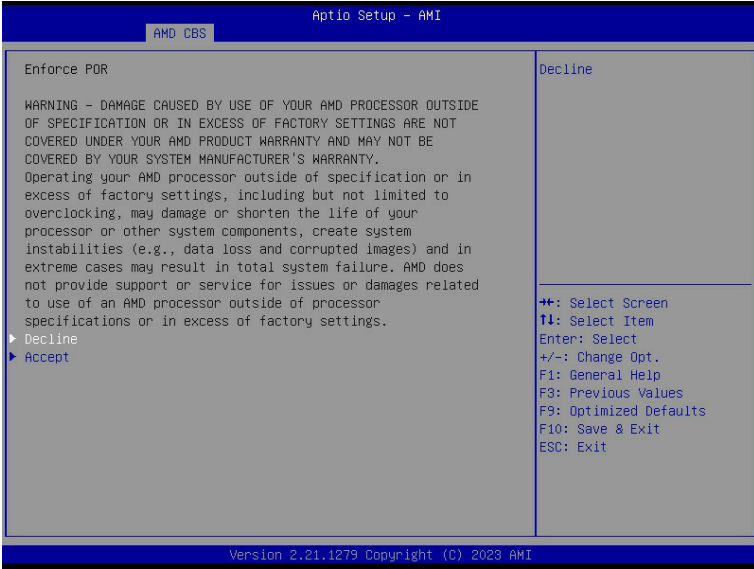 Aptio Setup – AMI
AMD CBS
Enforce POR
WARNING – DAMAGE CAUSED BY USE OF YOUR AMD PROCESSOR OUTSIDE
OF SPECIFICATION OR IN EXCESS OF FACTORY SETTINGS ARE NOT
COVERED UNDER YOUR AMD PRODUCT WARRANTY AND MAY NOT BE
COVERED BY YOUR SYSTEM MANUFACTURER'S WARRANTY.
Operating your AMD processor outside of specification or in
excess of factory settings, including but not limited to
overclocking, may damage or shorten the life of your
processor or other system components, create system
instabilities (e.g., data loss and corrupted images) and in
extreme cases may result in total system failure. AMD does
not provide support or service for issues or damages related
to use of an AMD processor outside of processor
specifications or in excess of factory settings.
▶ Decline
▶ Accept
Decline
→←: Select Screen
↑↓: Select Item
Enter: Select
+/-: Change Opt.
F1: General Help
F3: Previous Values
F9: Optimized Defaults
F10: Save & Exit
ESC: Exit
Version 2.21.1279 Copyright (C) 2023 AMI